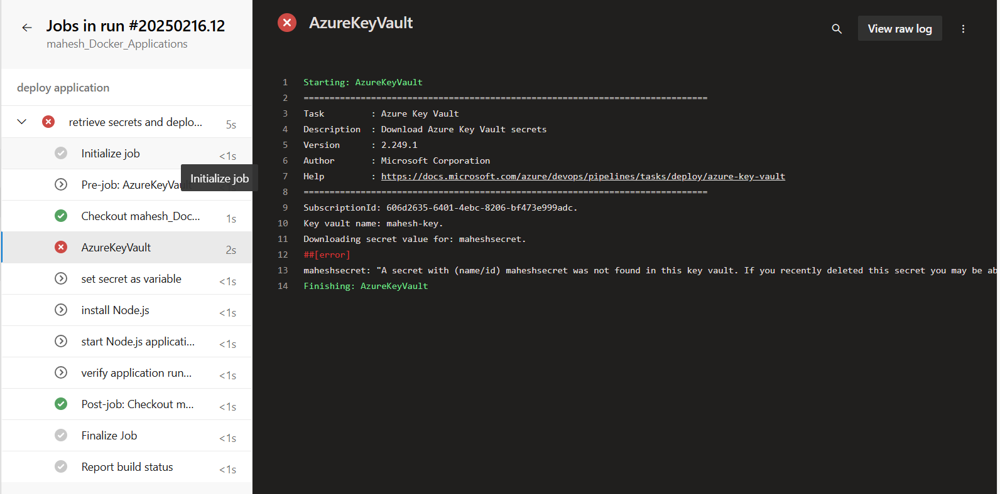 Jobs in run #20250216.12
mahesh_Docker_Applications
deploy application
retrieve secrets and deplo... 5s
Initialize job <1s
Initialize job
Pre-job: AzureKeyVaul
Checkout mahesh_Doc... 1s
AzureKeyVault 2s
set secret as variable <1s
install Node.js <1s
start Node.js applicati... <1s
verify application run... <1s
Post-job: Checkout m... <1s
Finalize Job <1s
Report build status <1s
AzureKeyVault
View raw log
1 Starting: AzureKeyVault
2 ==============================================================================
3 Task         : Azure Key Vault
4 Description  : Download Azure Key Vault secrets
5 Version      : 2.249.1
6 Author       : Microsoft Corporation
7 Help         : https://docs.microsoft.com/azure/devops/pipelines/tasks/deploy/azure-key-vault
8 ==============================================================================
9 SubscriptionId: 606d2635-6401-4ebc-8206-bf473e999adc.
10 Key vault name: mahesh-key.
11 Downloading secret value for: maheshsecret.
12 ##[error]
13 maheshsecret: "A secret with (name/id) maheshsecret was not found in this key vault. If you recently deleted this secret you may be ab
14 Finishing: AzureKeyVault